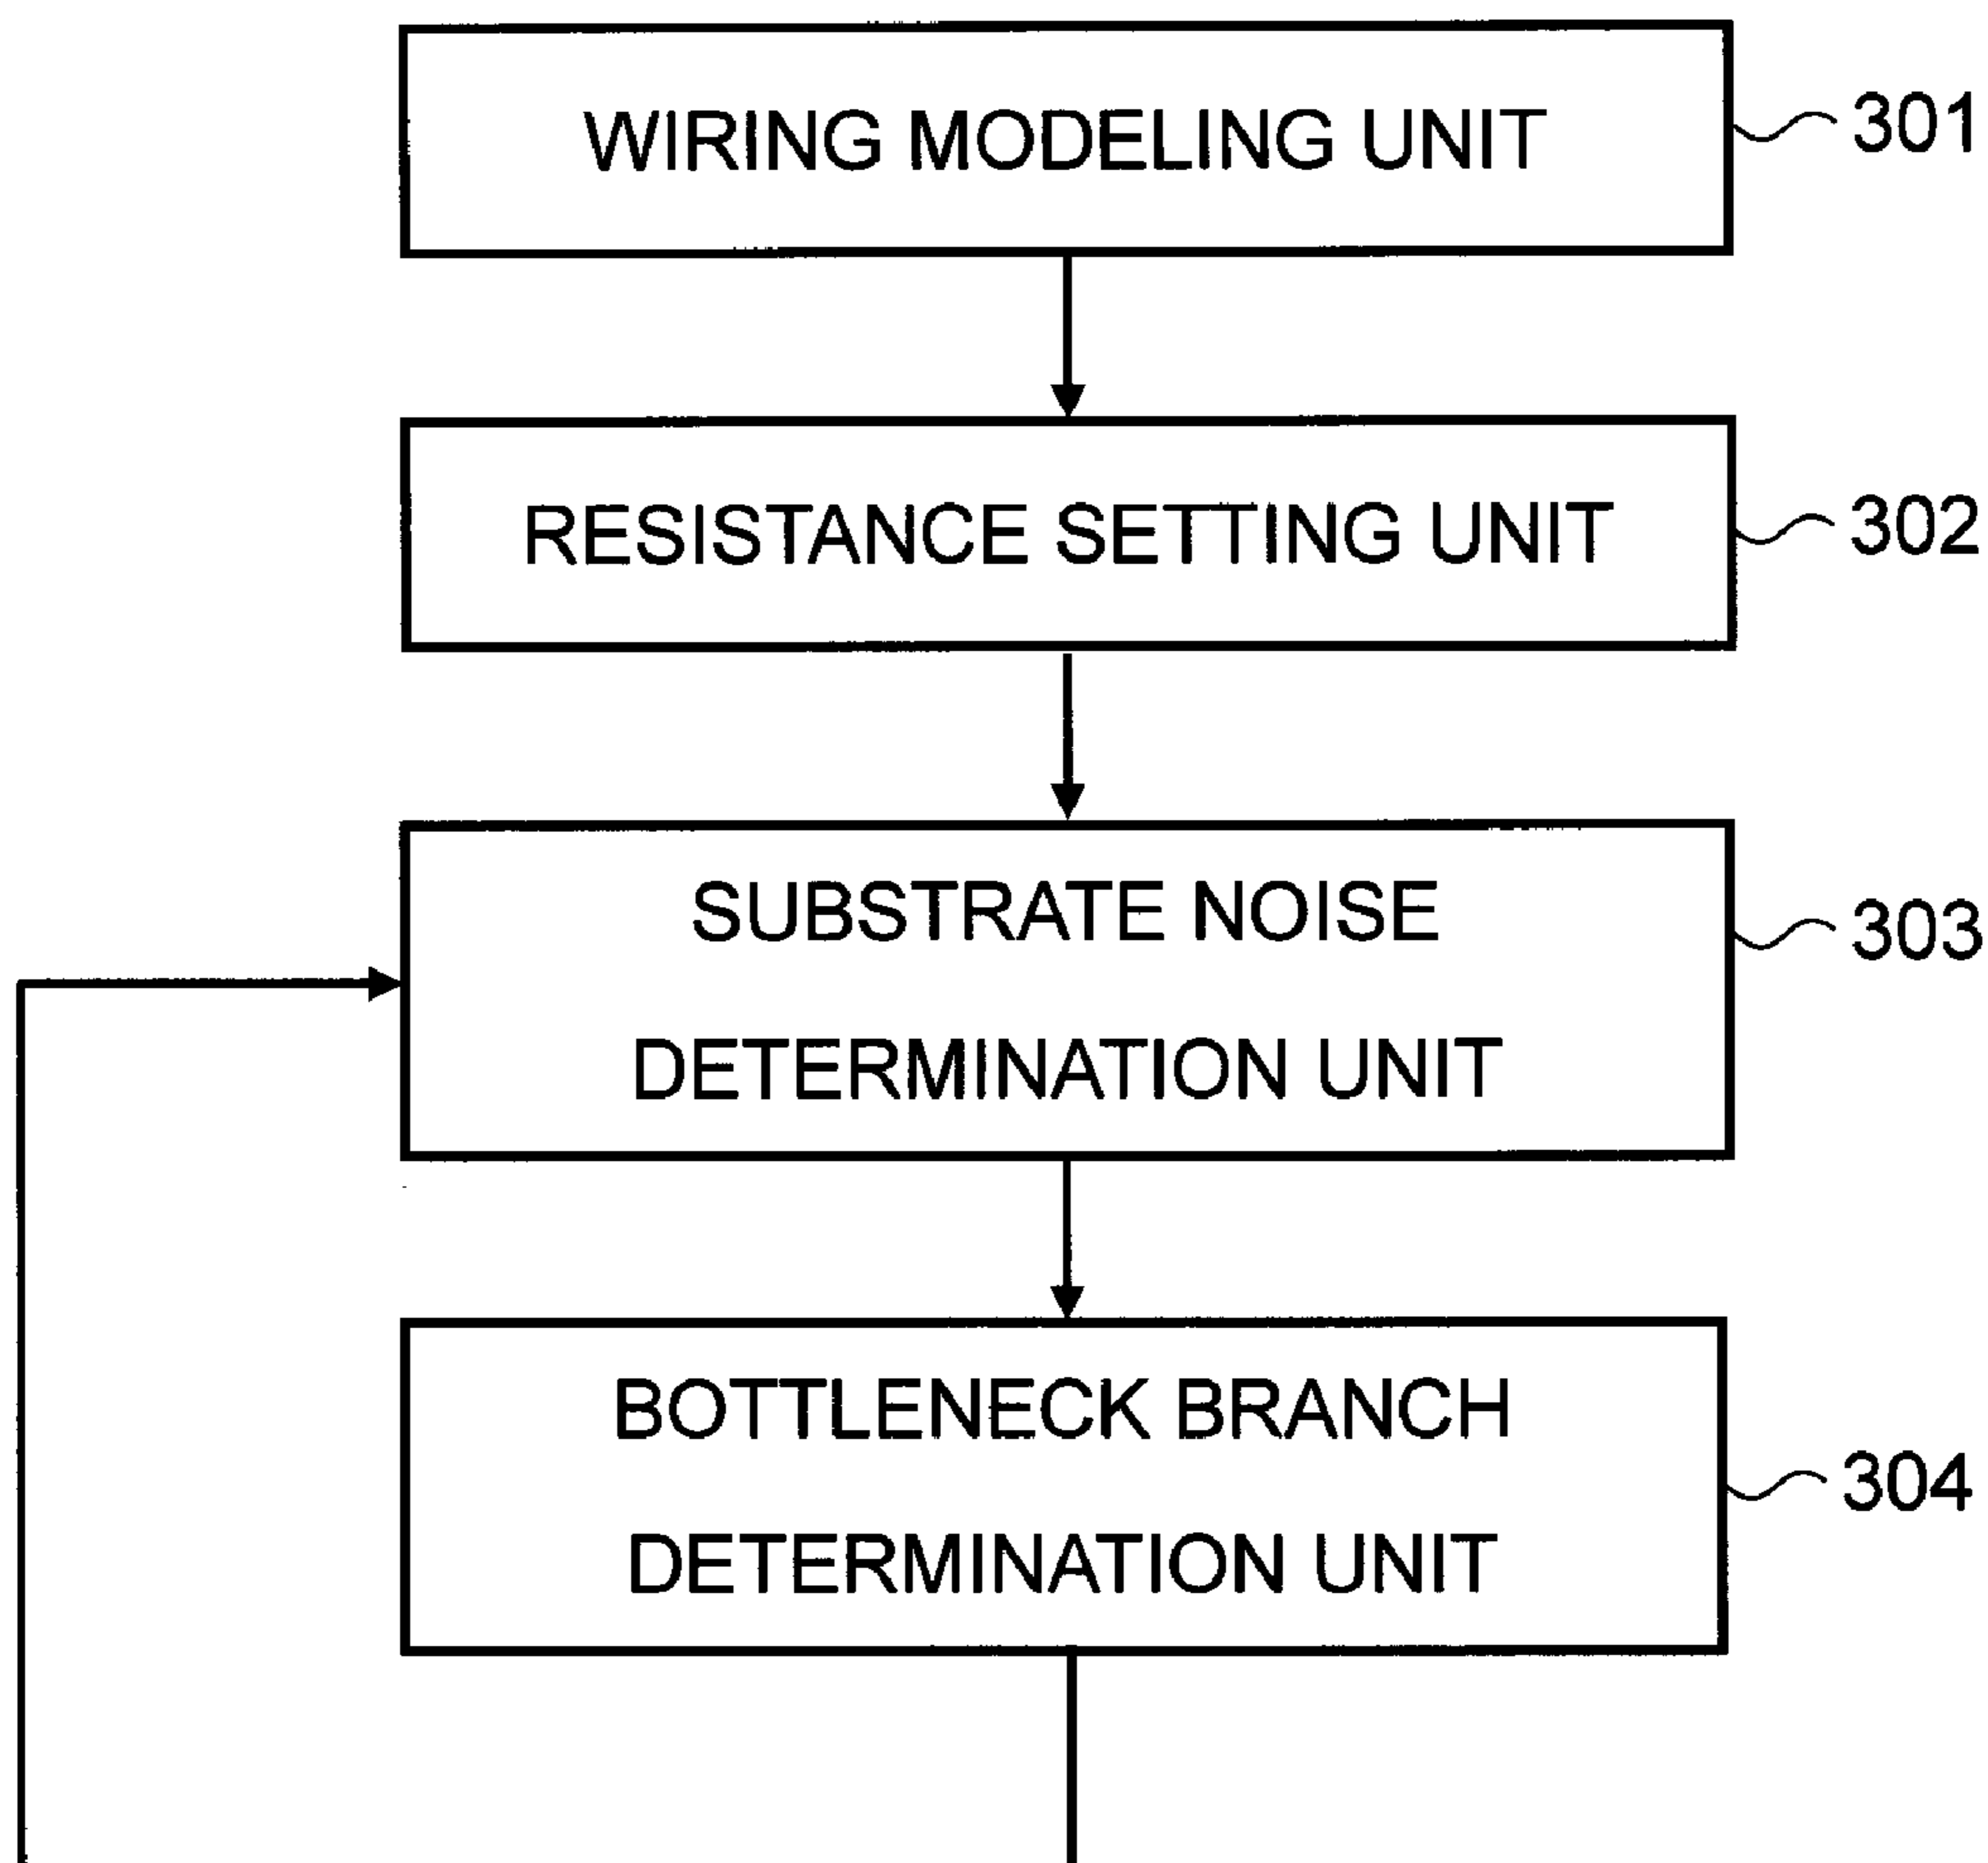 WIRING MODELING UNIT
301
RESISTANCE SETTING UNIT
302
SUBSTRATE NOISE
DETERMINATION UNIT
303
BOTTLENECK BRANCH
DETERMINATION UNIT
304